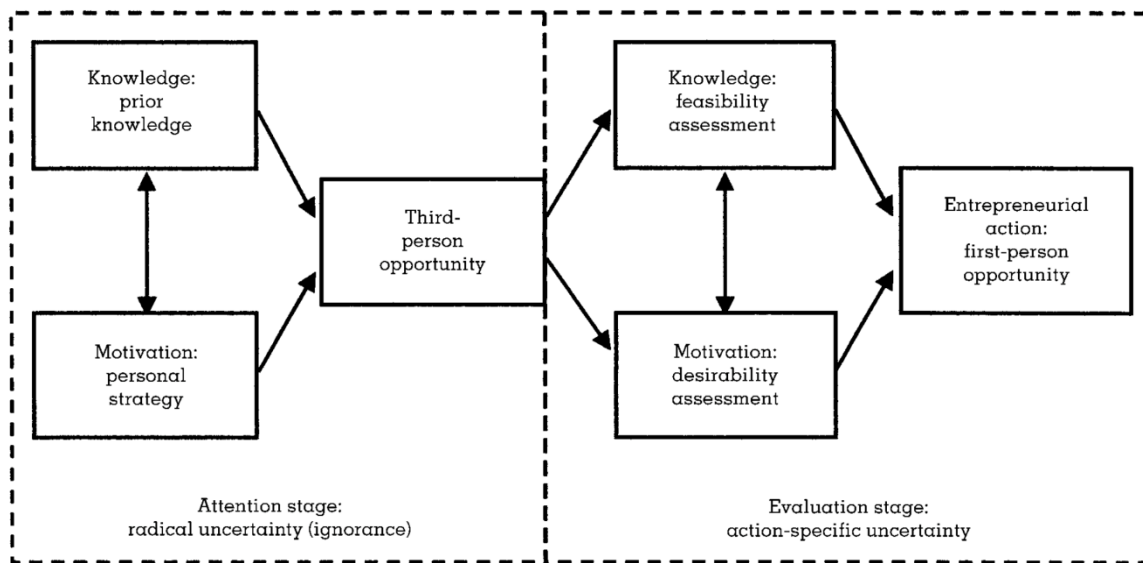 Knowledge:
prior
knowledge
Motivation:
personal
strategy
Third-
person
opportunity
Attention stage:
radical uncertainty (ignorance)
Knowledge:
feasibility
assessment
Motivation:
desirability
assessment
Entrepreneurial
action:
first-person
opportunity
Evaluation stage:
action-specific uncertainty